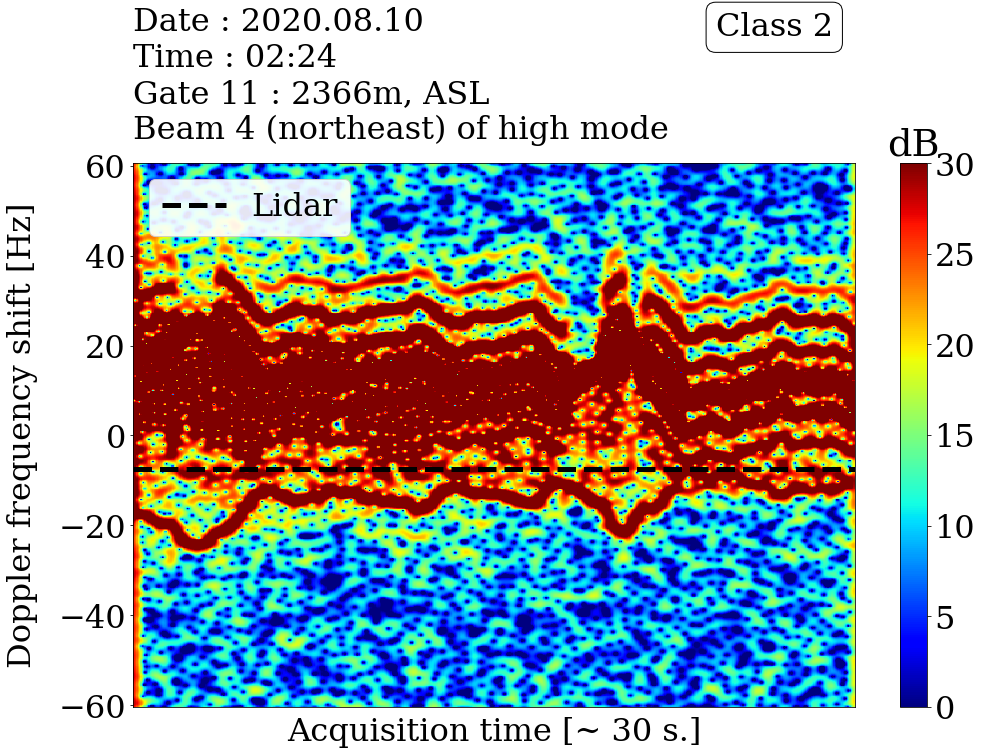 Date : 2020.08.10
Time : 02:24
Gate 11 : 2366m, ASL
Beam 4 (northeast) of high mode
Class 2
dB
Lidar
Doppler frequency shift [Hz]
60
40
20
0
−20
−40
−60
30
25
20
15
10
5
0
Acquisition time [~ 30 s.]